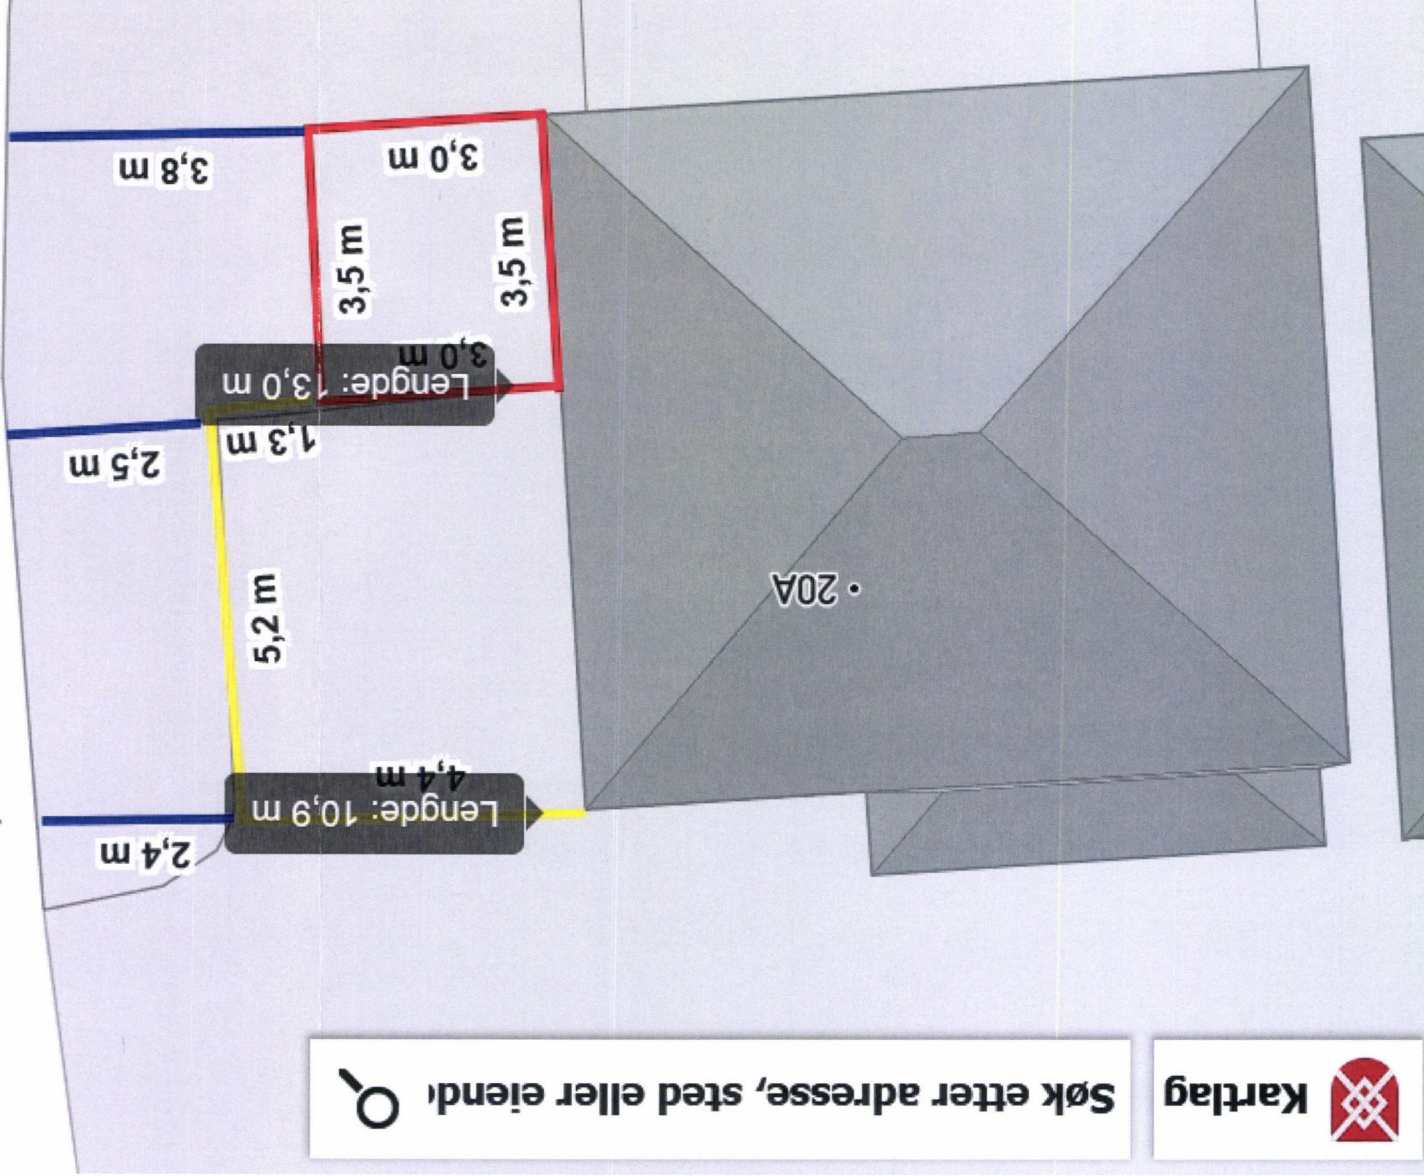 Kartlag
Søk etter adresse, sted eller eiend
2,4 m
Lengde: 10,9 m
4,4 m
• 20A
5,2 m
2,5 m
1,3 m
Lengde: 13,0 m
3,0 m
3,5 m
3,5 m
3,8 m
3,0 m